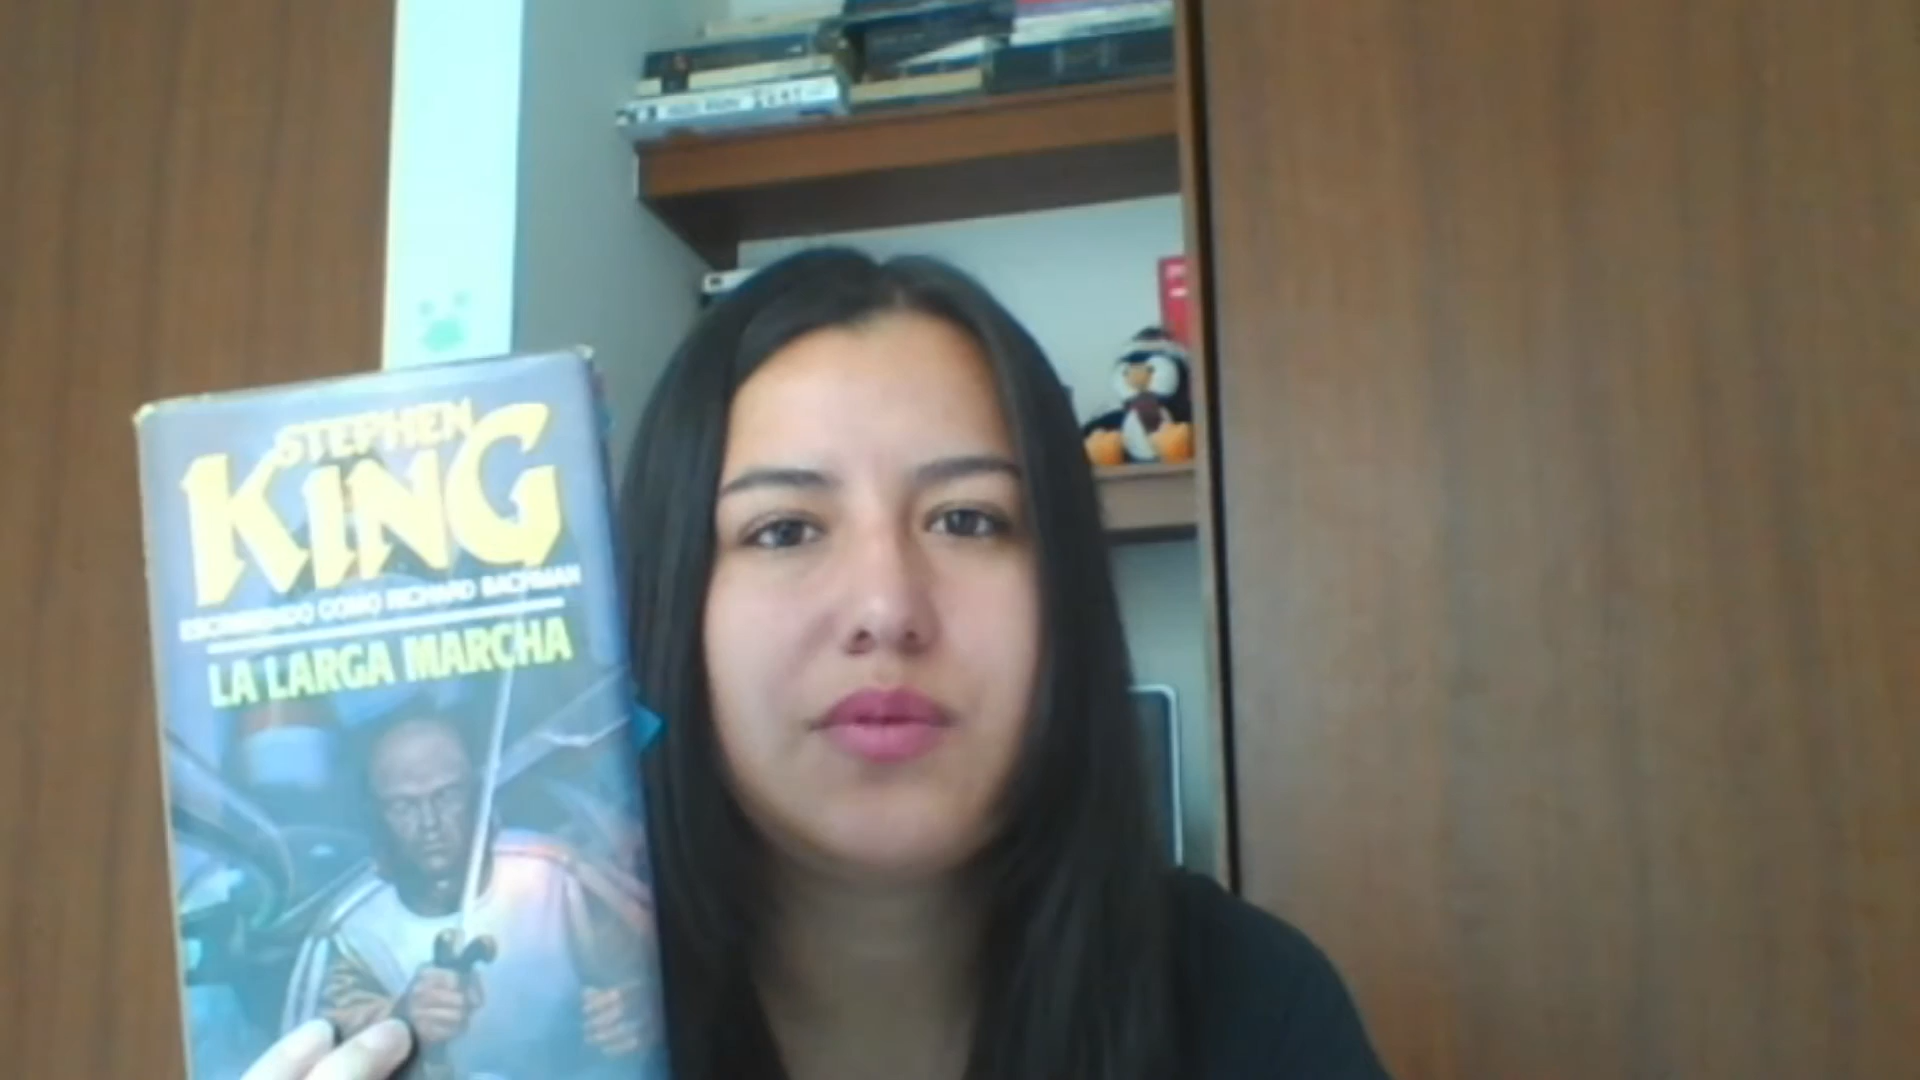 STEPHEN
KING
ESCRIBIENDO COMO RICHARD BACHMAN
LA LARGA MARCHA